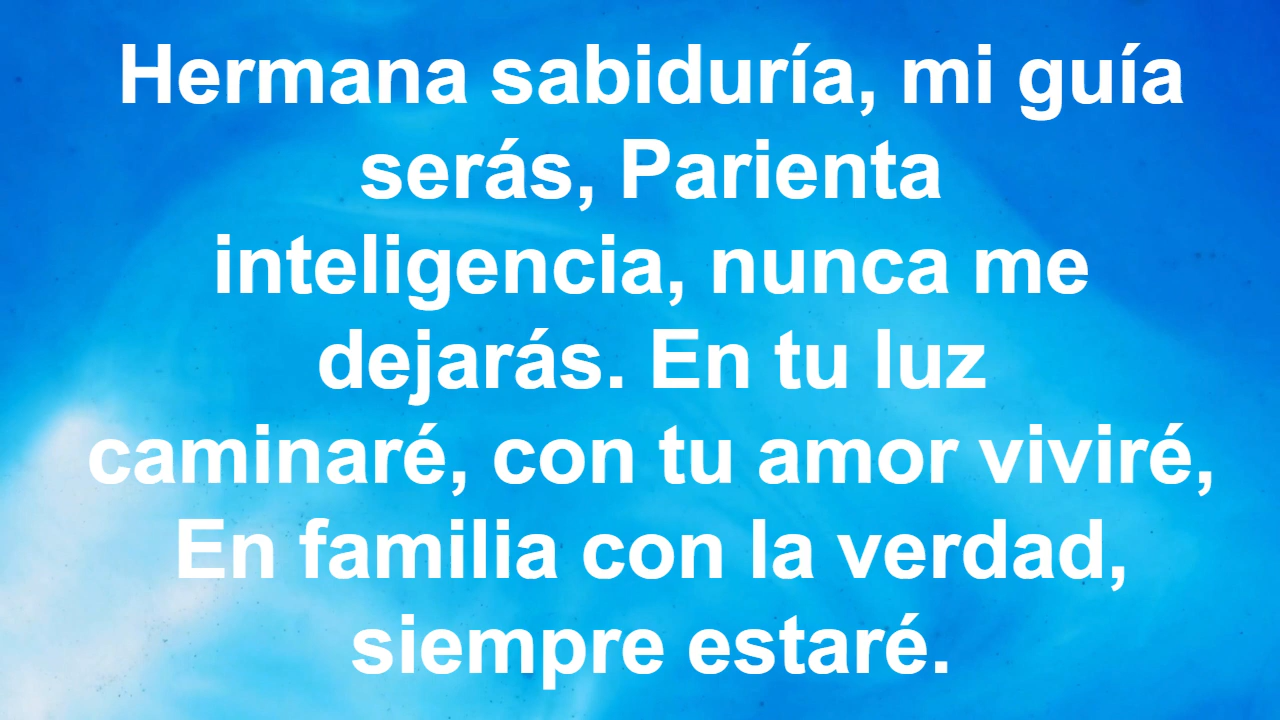 Hermana sabiduría, mi guía
serás, Parienta
inteligencia, nunca me
dejarás. En tu luz
caminaré, con tu amor viviré,
En familia con la verdad,
siempre estaré.